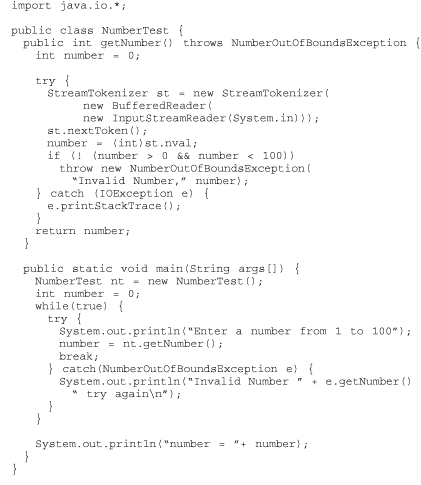 import java.io.*;

public class NumberTest {
  public int getNumber() throws NumberOutOfBoundsException {
    int number = 0;

    try {
      StreamTokenizer st = new StreamTokenizer(
            new BufferedReader(
            new InputStreamReader(System.in)));
      st.nextToken();
      number = (int)st.nval;
      if (! (number > 0 && number < 100))
        throw new NumberOutOfBoundsException(
          “Invalid Number,” number);
    } catch (IOException e) {
      e.printStackTrace();
    }
    return number;
  }

  public static void main(String args[]) {
    NumberTest nt = new NumberTest();
    int number = 0;
    while(true) {
      try {
        System.out.println(“Enter a number from 1 to 100”);
        number = nt.getNumber();
        break;
      } catch(NumberOutOfBoundsException e) {
        System.out.println(“Invalid Number ” + e.getNumber()
          “ try again\n”);
      }
    }

    System.out.println(“number = ”+ number);
  }
}